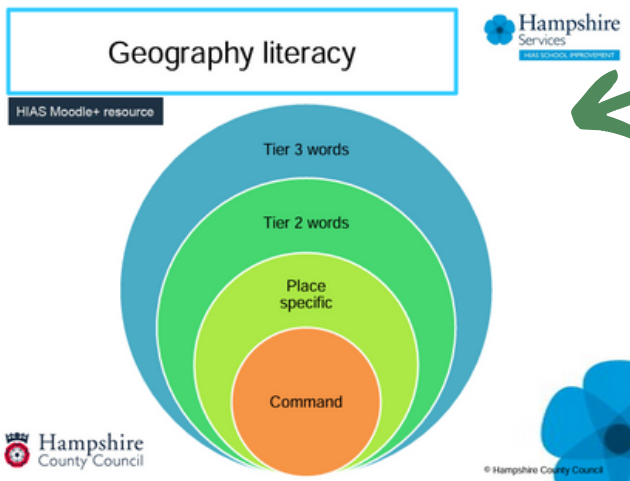 Geography literacy
Hampshire
Services
HIAS SCHOOL IMPROVEMENT
HIAS Moodle+ resource
Tier 3 words
Tier 2 words
Place
specific
Command
Hampshire
County Council
© Hampshire County Council